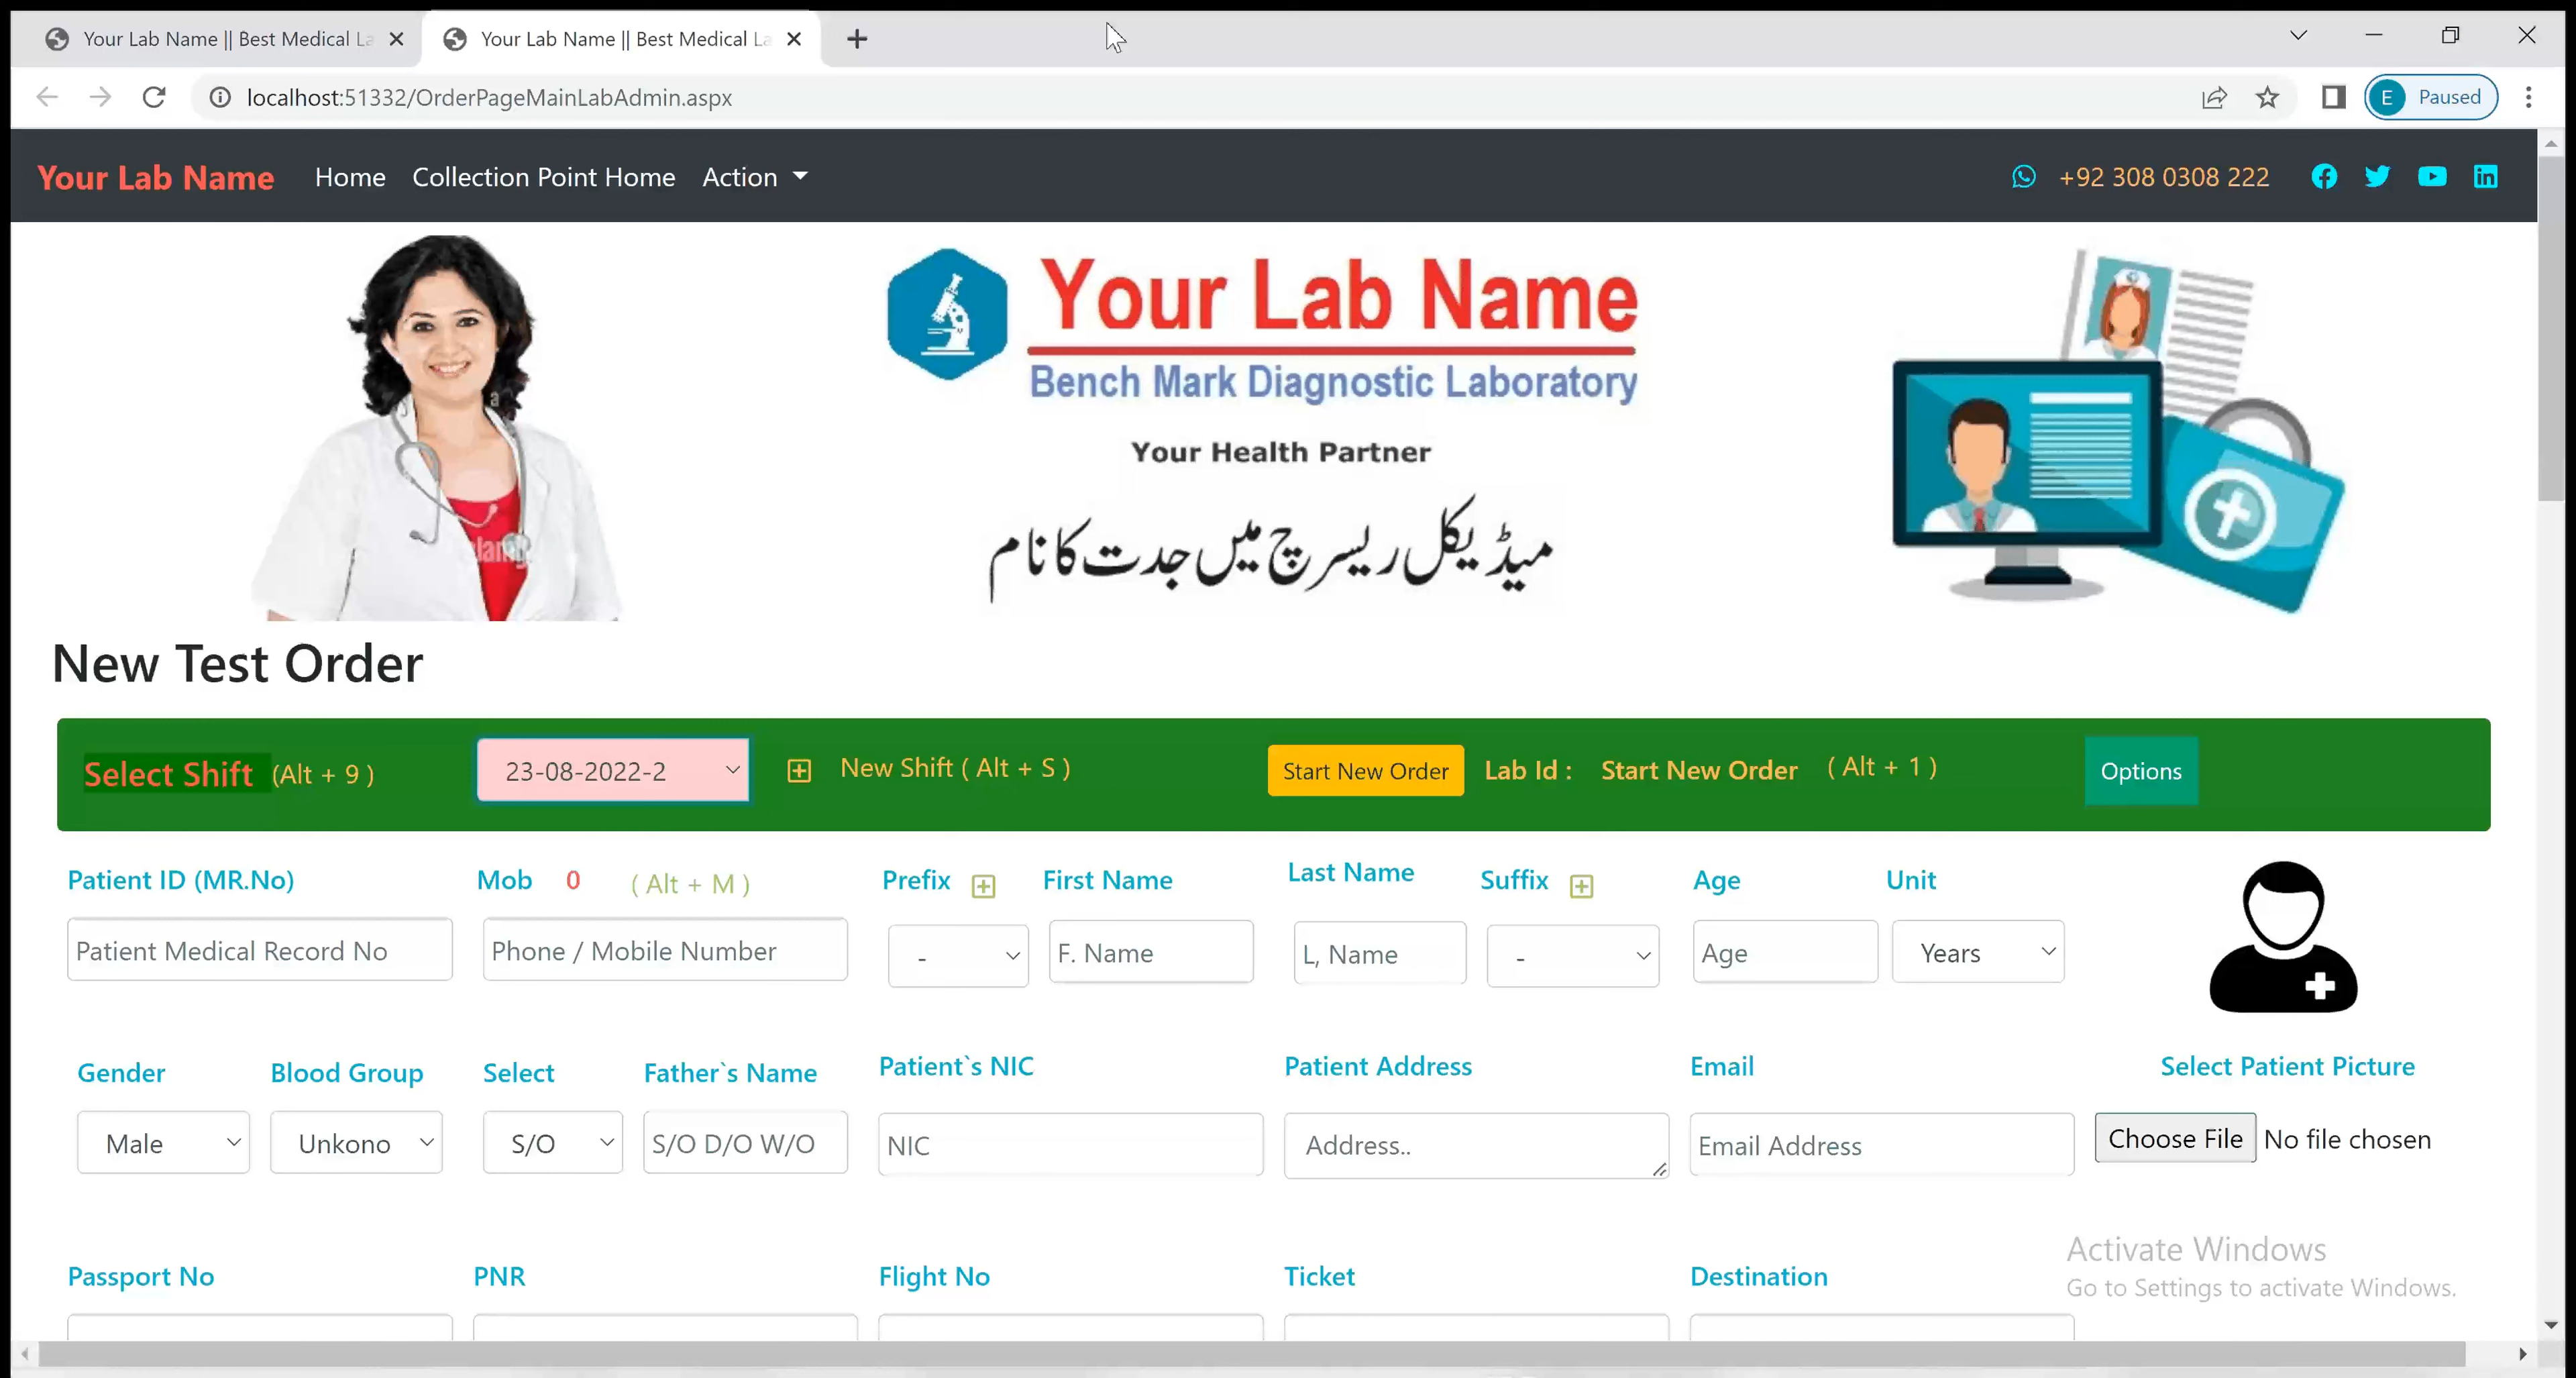 Your Lab Name || Best Medical La
Your Lab Name || Best Medical La
localhost:51332/OrderPageMainLabAdmin.aspx
E Paused
Your Lab Name Home Collection Point Home Action
+92 308 0308 222
Your Lab Name
Bench Mark Diagnostic Laboratory
Your Health Partner
میڈیکل ریسرچ میں جدت کا نام
New Test Order
Select Shift (Alt + 9 ) 23-08-2022-2 New Shift ( Alt + S ) Start New Order Lab Id : Start New Order ( Alt + 1 ) Options
Patient ID (MR.No) Mob 0 ( Alt + M ) Prefix First Name Last Name Suffix Age Unit
Patient Medical Record No Phone / Mobile Number - F. Name L, Name - Age Years
Gender Blood Group Select Father`s Name Patient`s NIC Patient Address Email Select Patient Picture
Male Unkono S/O S/O D/O W/O NIC Address.. Email Address Choose File No file chosen
Activate Windows
Go to Settings to activate Windows.
Passport No PNR Flight No Ticket Destination